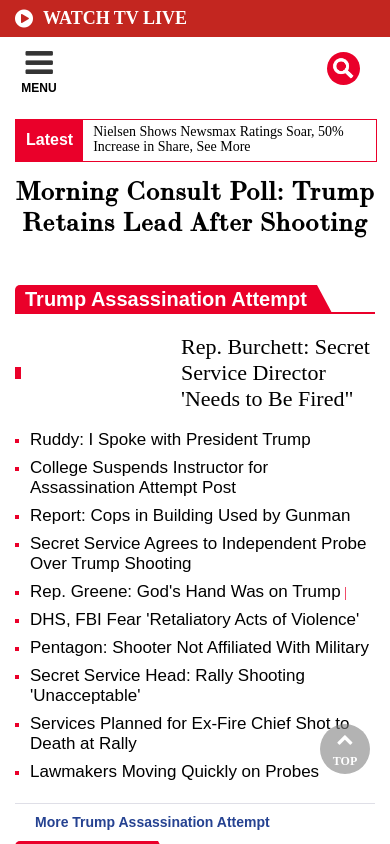 WATCH TV LIVE
MENU
Latest
Nielsen Shows Newsmax Ratings Soar, 50%
Increase in Share, See More
Morning Consult Poll: Trump
Retains Lead After Shooting
Trump Assassination Attempt
Rep. Burchett: Secret
Service Director
'Needs to Be Fired"
Ruddy: I Spoke with President Trump
College Suspends Instructor for
Assassination Attempt Post
Report: Cops in Building Used by Gunman
Secret Service Agrees to Independent Probe
Over Trump Shooting
Rep. Greene: God's Hand Was on Trump |
DHS, FBI Fear 'Retaliatory Acts of Violence'
Pentagon: Shooter Not Affiliated With Military
Secret Service Head: Rally Shooting
'Unacceptable'
Services Planned for Ex-Fire Chief Shot to
Death at Rally
Lawmakers Moving Quickly on Probes
TOP
More Trump Assassination Attempt